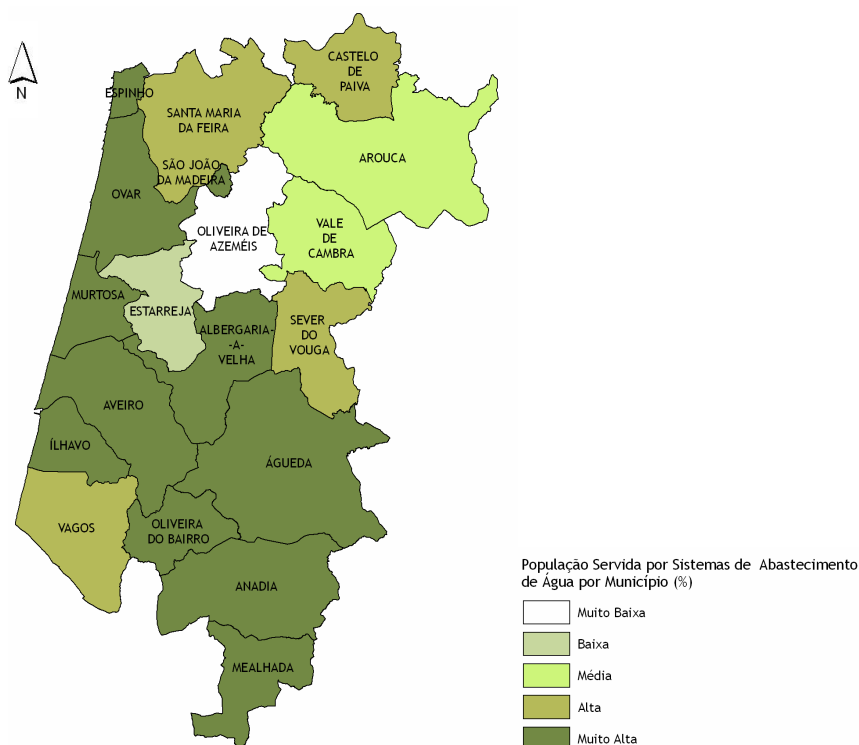 CASTELO
DE
PAIVA
N
ESPINHO
SANTA MARIA
DA FEIRA
AROUCA
SÃO JOÃO
DA MADEIRA
OVAR
OLIVEIRA DE
AZEMÉIS
VALE
DE
CAMBRA
MURTOSA
ESTARREJA
ALBERGARIA-
-A-
VELHA
SEVER
DO
VOUGA
AVEIRO
ÍLHAVO
ÁGUEDA
VAGOS
OLIVEIRA
DO BAIRRO
ANADIA
MEALHADA
População Servida por Sistemas de Abastecimento
de Água por Município (%)
Muito Baixa
Baixa
Média
Alta
Muito Alta